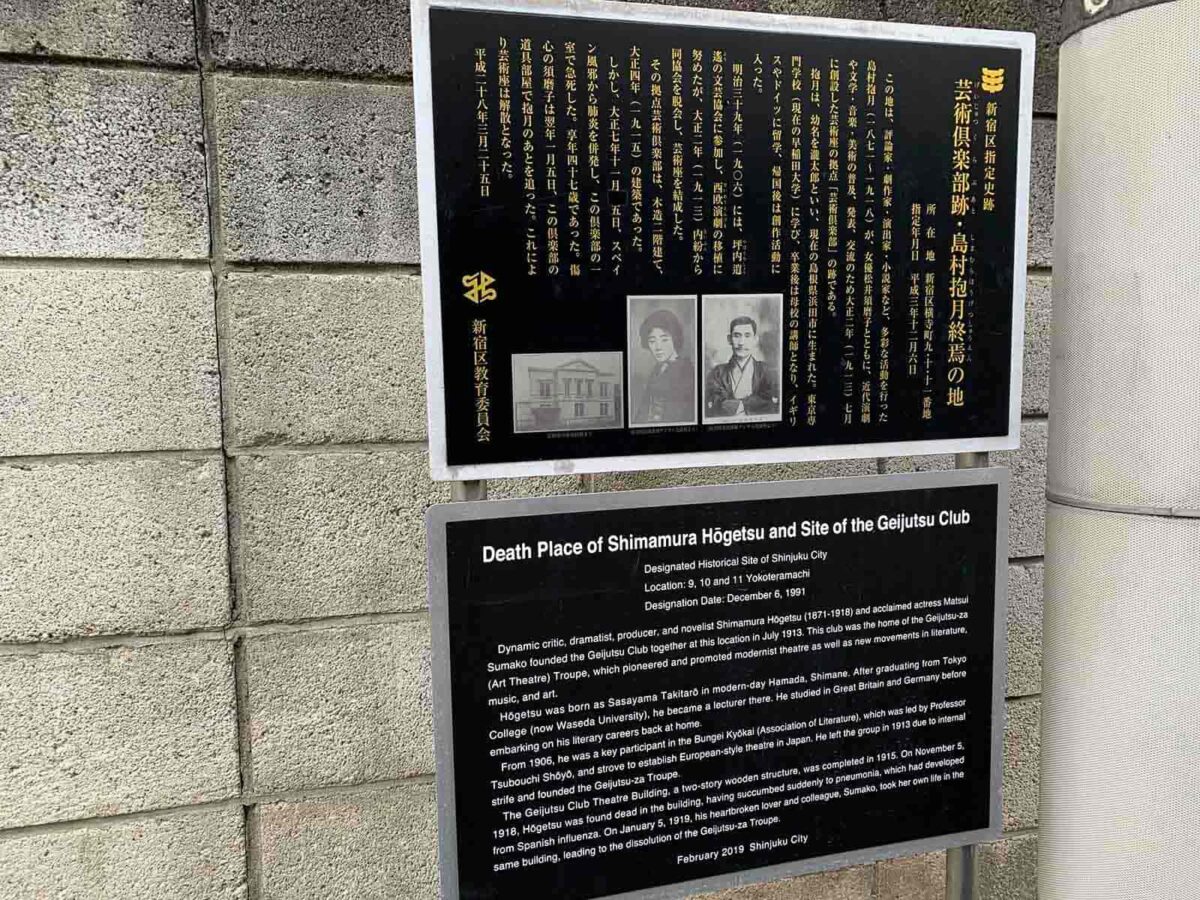 新宿区指定史跡
芸術倶楽部跡・島村抱月終焉の地
げいじゅつくらぶあと しまむらほうげつしゅうえん
所在地 新宿区横寺町九・十・十一番地
指定年月日 平成三年十二月六日
この地は、評論家・劇作家・演出家・小説家など、多彩な活動を行った
島村抱月（一八七一〜一九一八）が、女優松井須磨子とともに、近代演劇
や文学・音楽・美術の普及、発表、交流のため大正二年（一九一三）七月
に創設した芸術座の拠点「芸術倶楽部」の跡である。
抱月は、幼名を瀧太郎といい、現在の島根県浜田市に生まれた。東京専
門学校（現在の早稲田大学）に学び、卒業後は母校の講師となり、イギリ
スやドイツに留学、帰国後は創作活動に
入った。
明治三十九年（一九〇六）には、坪内逍
遙の文芸協会に参加し、西欧演劇の移植に
努めたが、大正二年（一九一三）内紛から
同協会を脱会し、芸術座を結成した。
その拠点芸術倶楽部は、木造二階建で、
大正四年（一九一五）の建築であった。
しかし、大正七年十一月 五日、スペイ
ン風邪から肺炎を併発し、この倶楽部の一
室で急死した。享年四十七歳であった。傷
心の須磨子は翌年一月五日、この倶楽部の
道具部屋で抱月のあとを追った。これによ
り芸術座は解散となった。
平成二十八年三月二十五日
新宿区教育委員会
Death Place of Shimamura Hōgetsu and Site of the Geijutsu Club
Designated Historical Site of Shinjuku City
Location: 9, 10 and 11 Yokoteramachi
Designation Date: December 6, 1991
Dynamic critic, dramatist, producer, and novelist Shimamura Hōgetsu (1871-1918) and acclaimed actress Matsui
Sumako founded the Geijutsu Club together at this location in July 1913. This club was the home of the Geijutsu-za
(Art Theatre) Troupe, which pioneered and promoted modernist theatre as well as new movements in literature,
music, and art.
Hōgetsu was born as Sasayama Takitarō in modern-day Hamada, Shimane. After graduating from Tokyo
College (now Waseda University), he became a lecturer there. He studied in Great Britain and Germany before
embarking on his literary careers back at home.
From 1906, he was a key participant in the Bungei Kyōkai (Association of Literature), which was led by Professor
Tsubouchi Shōyō, and strove to establish European-style theatre in Japan. He left the group in 1913 due to internal
strife and founded the Geijutsu-za Troupe.
The Geijutsu Club Theatre Building, a two-story wooden structure, was completed in 1915. On November 5,
1918, Hōgetsu was found dead in the building, having succumbed suddenly to pneumonia, which had developed
from Spanish influenza. On January 5, 1919, his heartbroken lover and colleague, Sumako, took her own life in the
same building, leading to the dissolution of the Geijutsu-za Troupe.
February 2019 Shinjuku City